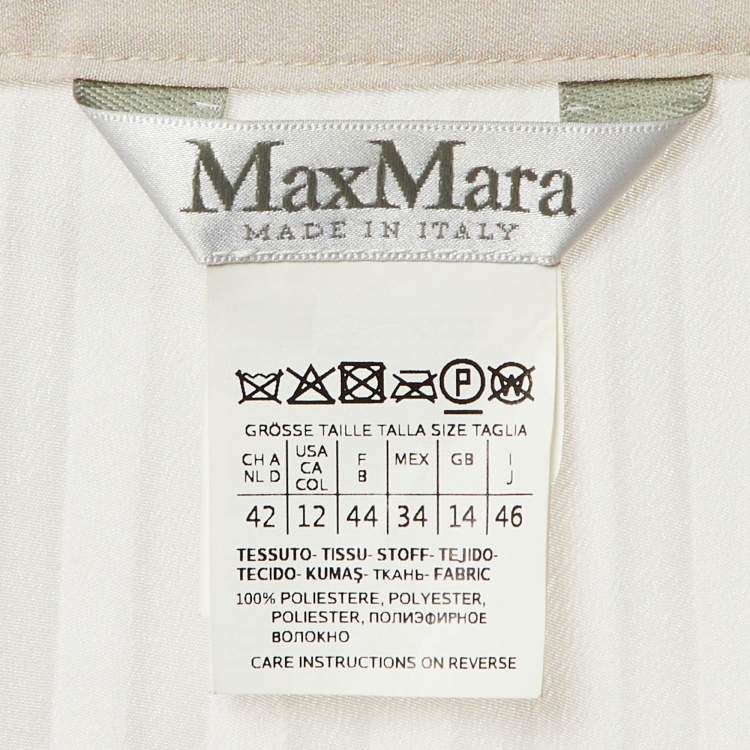 MaxMara
MADE IN ITALY
P W
GRÖSSE TAILLE TALLA SIZE TAGLIA
CH A NL D USA CA COL F B MEX GB I J
42 12 44 34 14 46
TESSUTO- TISSU- STOFF- TEJIDO-
TECIDO- KUMAŞ- ТКАНЬ- FABRIC
100% POLIESTERE, POLYESTER,
POLIESTER, ПОЛИЭФИРНОЕ
ВОЛОКНО
CARE INSTRUCTIONS ON REVERSE